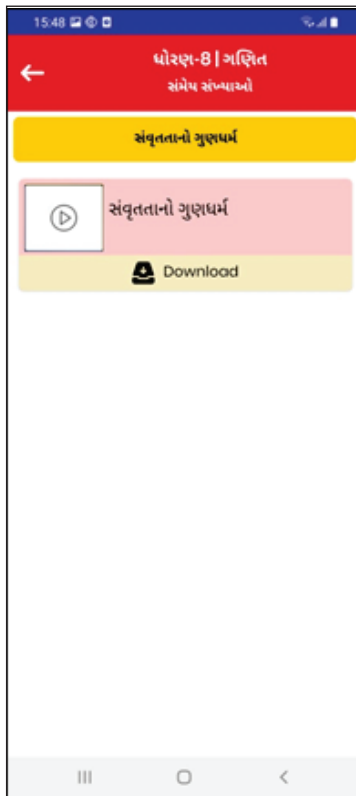 15:48
ધોરણ-8 | ગણિત
સંમેય સંખ્યાઓ
સંવૃતતાનો ગુણધર્મ
સંવૃતતાનો ગુણધર્મ
Download